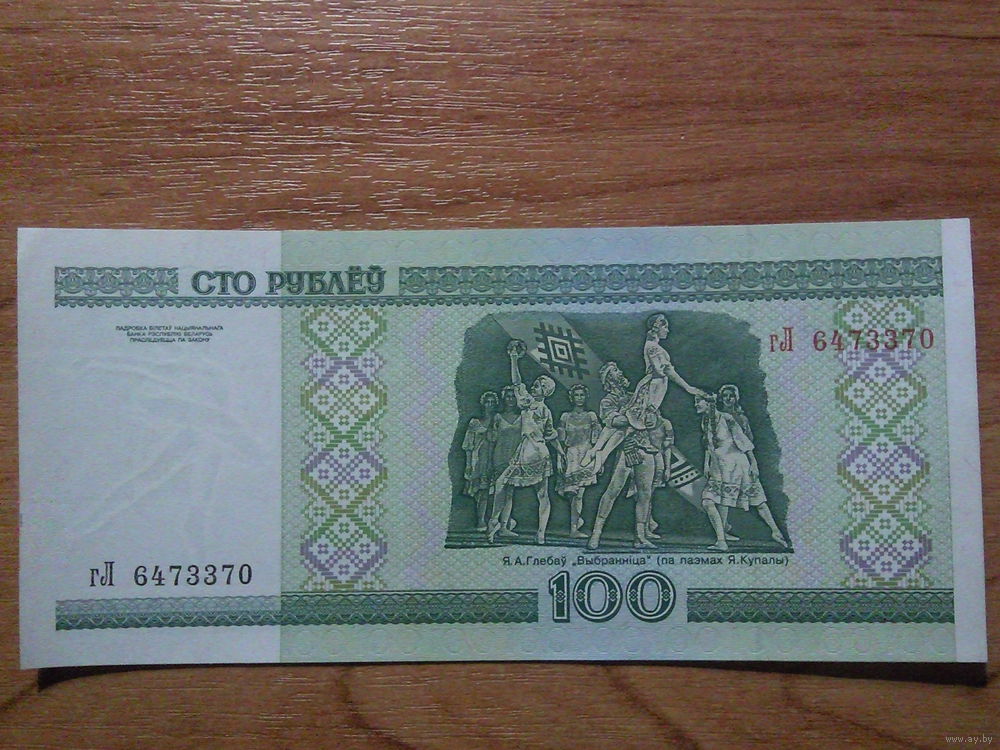 СТО РУБЛЁЎ
ПАДРОБКА БІЛЕТАЎ НАЦЫЯНАЛЬНАГА
БАНКА РЭСПУБЛІКІ БЕЛАРУСЬ
ПРАСЛЕДУЕЦЦА ПА ЗАКОНУ
гЛ 6473370
гЛ 6473370
Я.А.Глебаў „Выбранніца" (па паэмах Я.Купалы)
100
www.ay.by